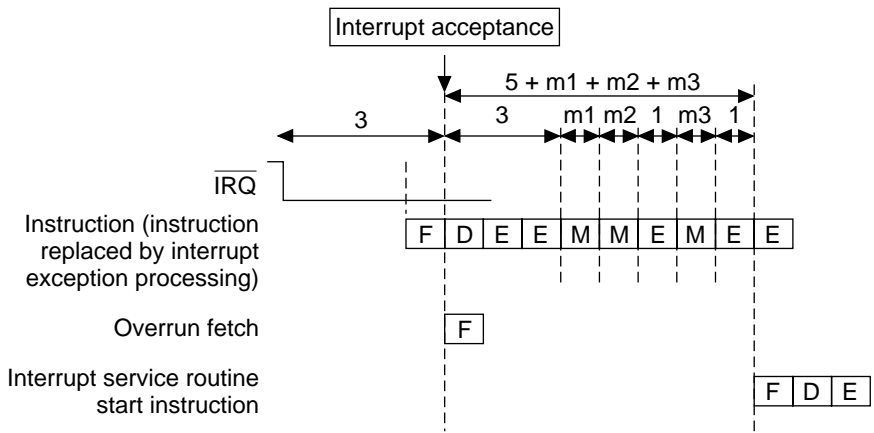 Interrupt acceptance
5 + m1 + m2 + m3
3 3 m1 m2 1 m3 1
IRQ
Instruction (instruction
replaced by interrupt
exception processing)
F D E E M M E M E E
Overrun fetch
F
Interrupt service routine
start instruction
F D E